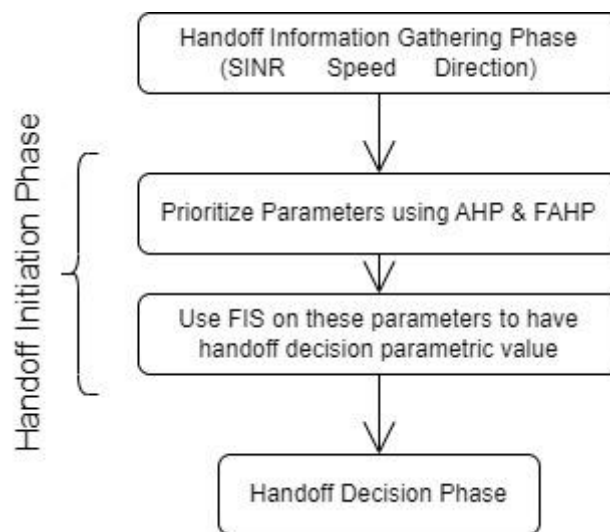 Handoff Information Gathering Phase
(SINR Speed Direction)
Handoff Initiation Phase
Prioritize Parameters using AHP & FAHP
Use FIS on these parameters to have
handoff decision parametric value
Handoff Decision Phase